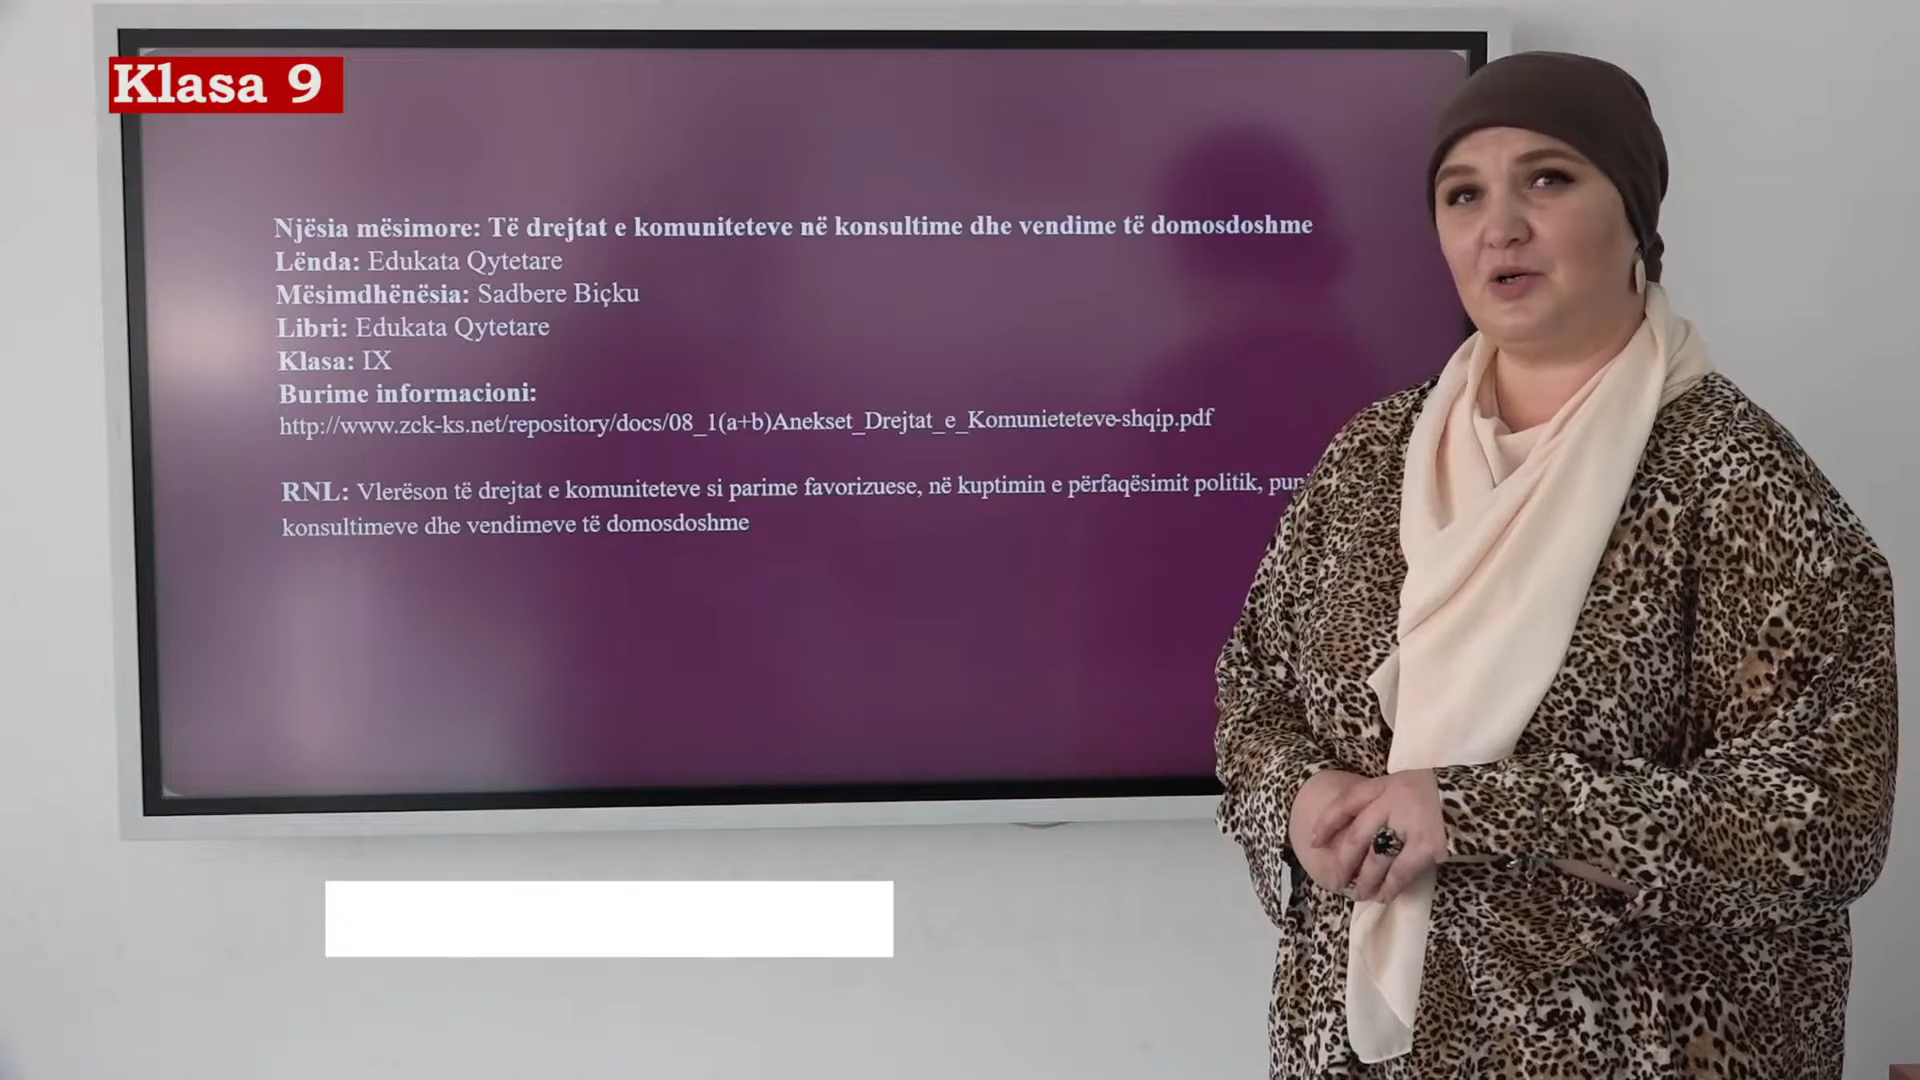 Klasa 9
Njësia mësimore: Të drejtat e komuniteteve në konsultime dhe vendime të domosdoshme
Lënda: Edukata Qytetare
Mësimdhënësia: Sadbere Biçku
Libri: Edukata Qytetare
Klasa: IX
Burime informacioni:
http://www.zck-ks.net/repository/docs/08_1(a+b)Anekset_Drejtat_e_Komunieteteve-shqip.pdf
RNL: Vlerëson të drejtat e komuniteteve si parime favorizuese, në kuptimin e përfaqësimit politik,
konsultimeve dhe vendimeve të domosdoshme